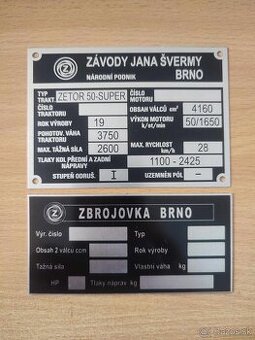 Z ZÁVODY JANA ŠVERMY
NÁRODNÍ PODNIK BRNO
TYP TRAKT. ZETOR 50-SUPER ČÍSLO MOTORU
ČÍSLO TRAKTORU OBSAH VÁLCŮ cm³ 4160
ROK VÝROBY 19 VÝKON MOTORU k/st/min 50/1650
POHOTOV. VÁHA TRAKTORU 3750
MAX. TAŽNÁ SÍLA 2600 MAX. RYCHLOST km/h 28
TLAKY KOL PŘEDNÍ A ZADNÍ NÁPRAVY 1100 - 2425
STUPEŇ ODRUŠ. I UZEMNĚN PÓL –
Z ZBROJOVKA BRNO
Výr. číslo Typ
Obsah 2 válců ccm Rok výroby
Tažná síla Vlastní váha kg
HP Tlaky náprav kg